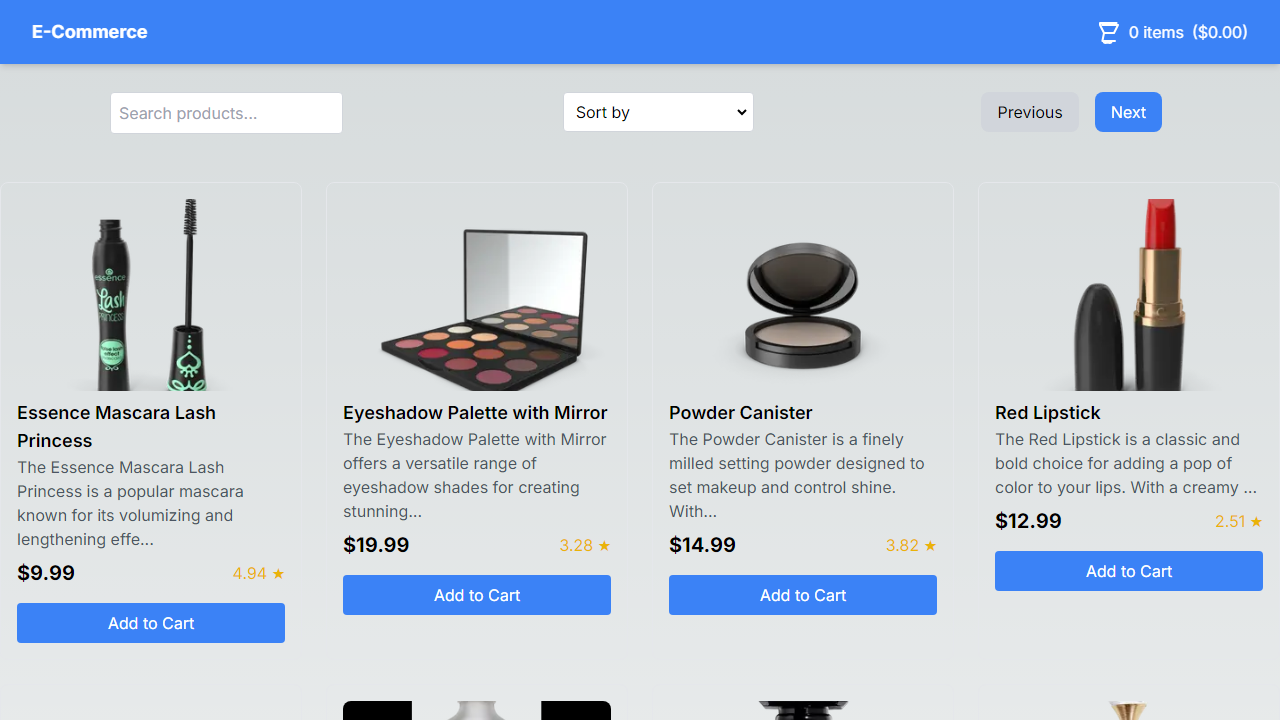 E-Commerce
0 items ($0.00)
Search products...
Sort by
Previous
Next
essence
Lash
PRINCESS
false lash
effect
Essence Mascara Lash
Princess
The Essence Mascara Lash
Princess is a popular mascara
known for its volumizing and
lengthening effe...
$9.99
4.94 ★
Add to Cart
Eyeshadow Palette with Mirror
The Eyeshadow Palette with Mirror
offers a versatile range of
eyeshadow shades for creating
stunning...
$19.99
3.28 ★
Add to Cart
Powder Canister
The Powder Canister is a finely
milled setting powder designed to
set makeup and control shine.
With...
$14.99
3.82 ★
Add to Cart
Red Lipstick
The Red Lipstick is a classic and
bold choice for adding a pop of
color to your lips. With a creamy ...
$12.99
2.51 ★
Add to Cart